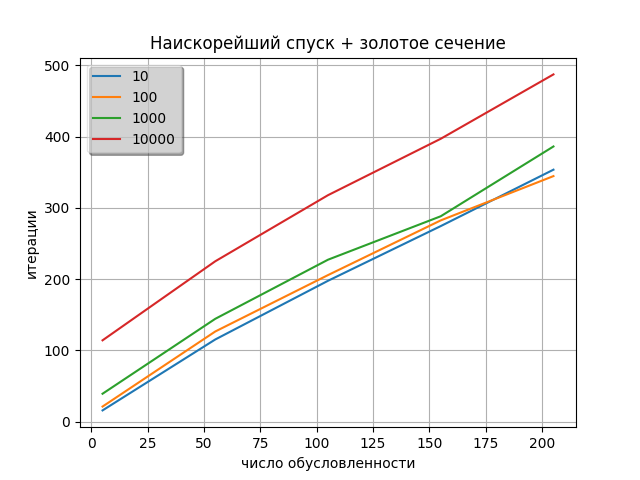 Наискорейший спуск + золотое сечение
10
100
1000
10000
500
400
300
200
100
0
итерации
0 25 50 75 100 125 150 175 200
число обусловленности